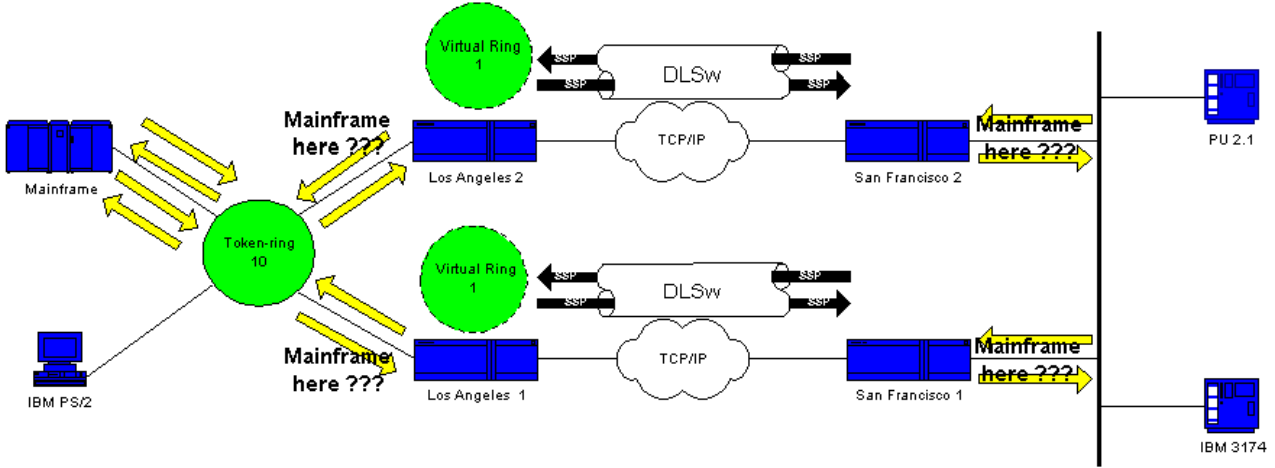 Virtual Ring
1
SSP
SSP
DLSw
SSP
SSP
Mainframe
here ???
TCP/IP
Mainframe
here ???
PU 2.1
Mainframe
Los Angeles 2
San Francisco 2
Token-ring
10
Virtual Ring
1
SSP
SSP
DLSw
SSP
SSP
Mainframe
here ???
TCP/IP
Mainframe
here ???
IBM PS/2
Los Angeles 1
San Francisco 1
IBM 3174